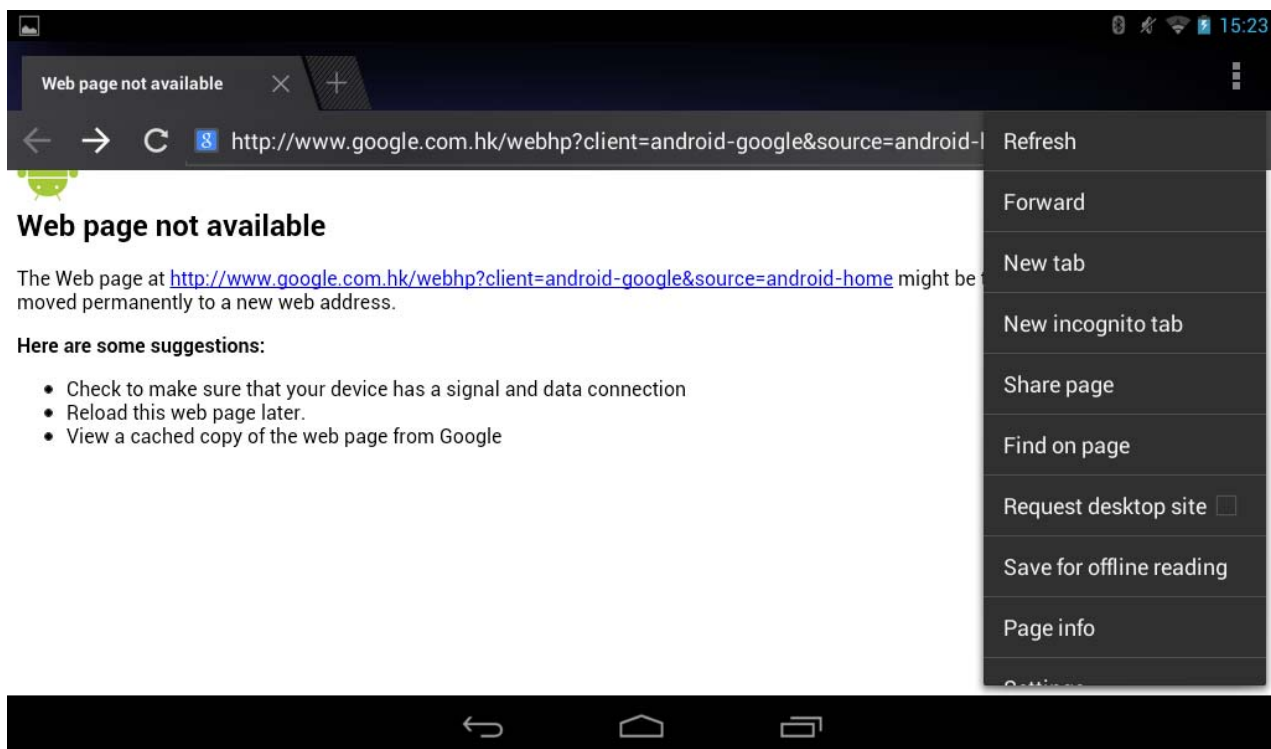 15:23
Web page not available
8 http://www.google.com.hk/webhp?client=android-google&source=android-
Web page not available
The Web page at http://www.google.com.hk/webhp?client=android-google&source=android-home might be
moved permanently to a new web address.
Here are some suggestions:
Check to make sure that your device has a signal and data connection
Reload this web page later.
View a cached copy of the web page from Google
Refresh
Forward
New tab
New incognito tab
Share page
Find on page
Request desktop site
Save for offline reading
Page info